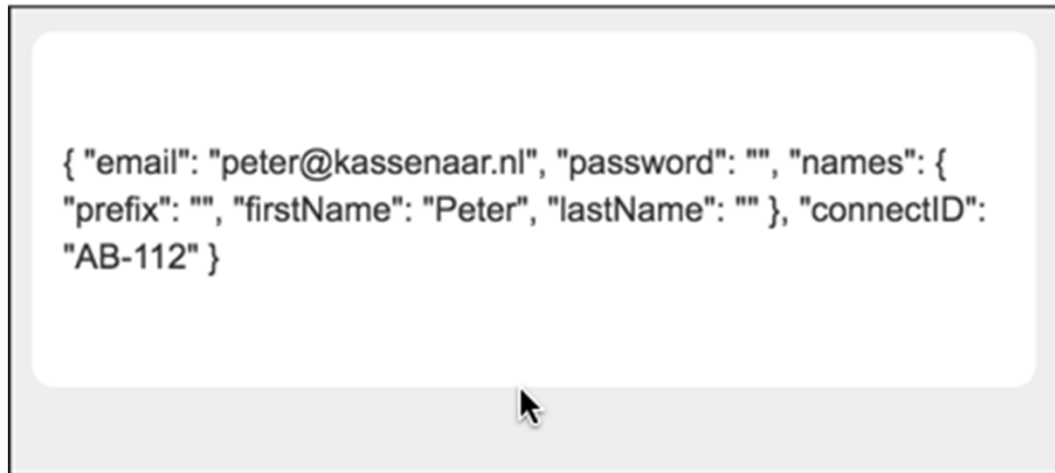 { "email": "peter@kassenaar.nl", "password": "", "names": {
"prefix": "", "firstName": "Peter", "lastName": "" }, "connectID":
"AB-112" }